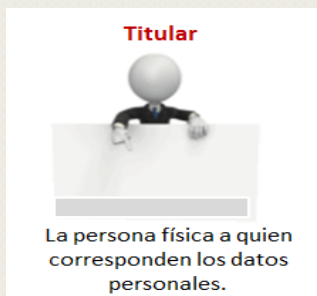 Titular
La persona física a quien
corresponden los datos
personales.